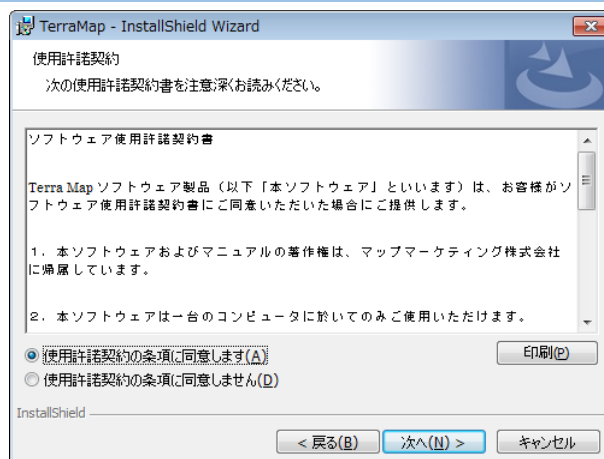 TerraMap - InstallShield Wizard
使用許諾契約
次の使用許諾契約書を注意深くお読みください。
ソフトウェア使用許諾契約書
Terra Map ソフトウェア製品（以下「本ソフトウェア」といいます）は、お客様がソ
フトウェア使用許諾契約書にご同意いただいた場合にご提供します。
１．本ソフトウェアおよびマニュアルの著作権は、マップマーケティング株式会社
に帰属しています。
２．本ソフトウェアは一台のコンピュータに於いてのみご使用いただけます。
使用許諾契約の条項に同意します(A)
印刷(P)
使用許諾契約の条項に同意しません(D)
InstallShield
< 戻る(B)
次へ(N) >
キャンセル